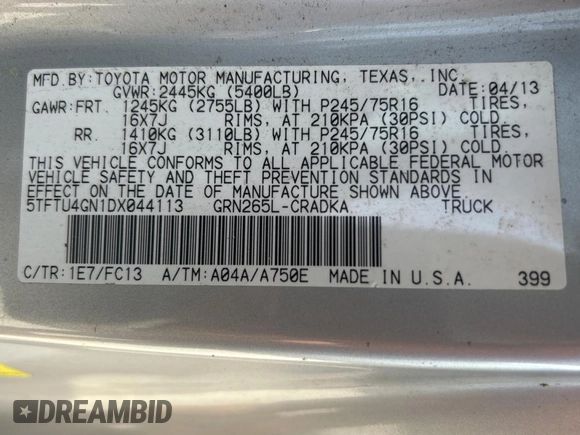 MFD.BY:TOYOTA MOTOR MANUFACTURING, TEXAS, INC.
GVWR:2445KG (5400LB) DATE:04/13
GAWR:FRT. 1245KG (2755LB) WITH P245/75R16 TIRES,
16X7J RIMS, AT 210KPA (30PSI) COLD
RR. 1410KG (3110LB) WITH P245/75R16 TIRES,
16X7J RIMS, AT 210KPA (30PSI) COLD
THIS VEHICLE CONFORMS TO ALL APPLICABLE FEDERAL MOTOR
VEHICLE SAFETY AND THEFT PREVENTION STANDARDS IN
EFFECT ON THE DATE OF MANUFACTURE SHOWN ABOVE
5TFTU4GN1DX044113 GRN265L-CRADKA TRUCK
C/TR:1E7/FC13 A/TM:A04A/A750E MADE IN U.S.A. 399
DREAMBID